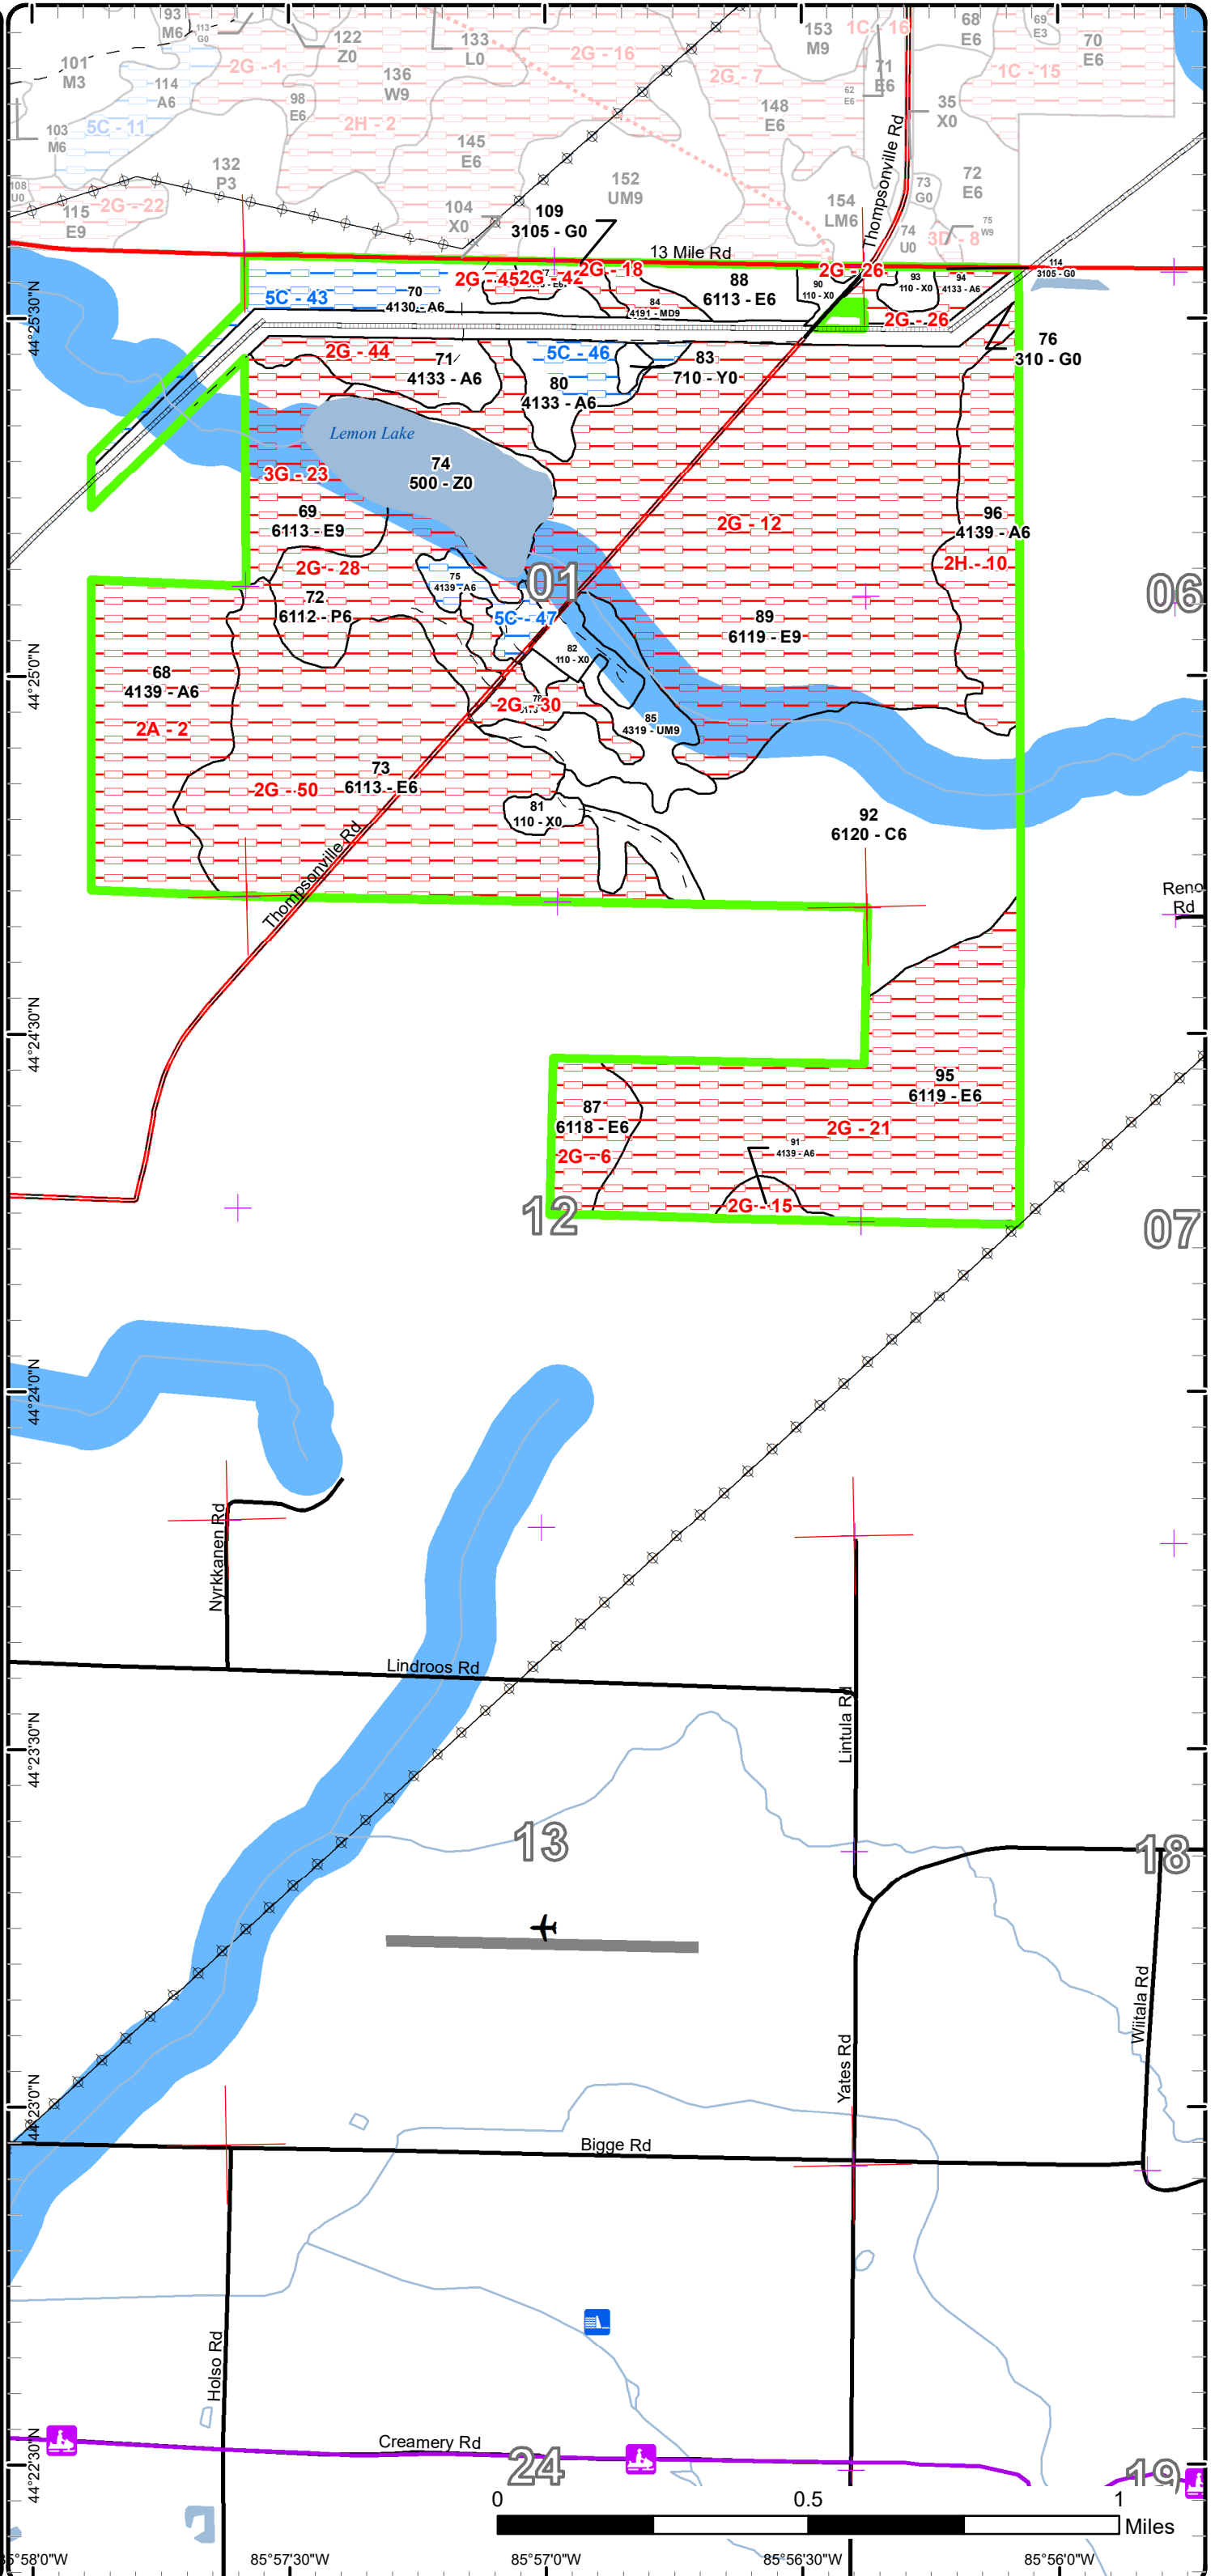 93
M6
113
G0
122
Z0
133
L0
2G - 16
153
M9
1C - 16
68
E6
69
E3
70
E6
101
M3
2G - 1
136
W9
2G - 7
71
E6
1C - 15
114
A6
98
E6
62
E6
35
X0
5C - 11
2H - 2
148
E6
103
M6
145
E6
Thompsonville Rd
132
P3
152
UM9
72
E6
73
G0
108
U0
115
E9
2G - 22
104
X0
154
LM6
74
U0
75
W9
3D - 8
109
3105 - G0
13 Mile Rd
114
3105 - G0
2G - 45
2G - 42
2G - 18
2G - 26
88
6113 - E6
90
110 - X0
93
110 - X0
94
4133 - A6
5C - 43
70
4130 - A6
84
4191 - MD9
2G - 26
44°25'30"N
76
310 - G0
2G - 44
71
4133 - A6
5C - 46
83
710 - Y0
80
4133 - A6
Lemon Lake
74
500 - Z0
3G - 23
69
6113 - E9
2G - 12
96
4139 - A6
2G - 28
2H - 10
75
4139 - A6
01
06
72
6112 - P6
5C - 47
89
6119 - E9
82
110 - X0
44°25'0"N
68
4139 - A6
2G - 30
2A - 2
85
4319 - UM9
73
6113 - E6
2G - 50
81
110 - X0
92
6120 - C6
Thompsonville Rd
Reno
Rd
44°24'30"N
95
6119 - E6
87
6118 - E6
2G - 21
91
4139 - A6
2G - 6
2G - 15
12
07
44°24'0"N
Nyrkkanen Rd
Lindroos Rd
Lintula Rd
44°23'30"N
13
18
Wiitala Rd
Yates Rd
44°23'0"N
Bigge Rd
Holso Rd
Creamery Rd
44°22'30"N
24
19
0 0.5 1
Miles
85°58'0"W 85°57'30"W 85°57'0"W 85°56'30"W 85°56'0"W